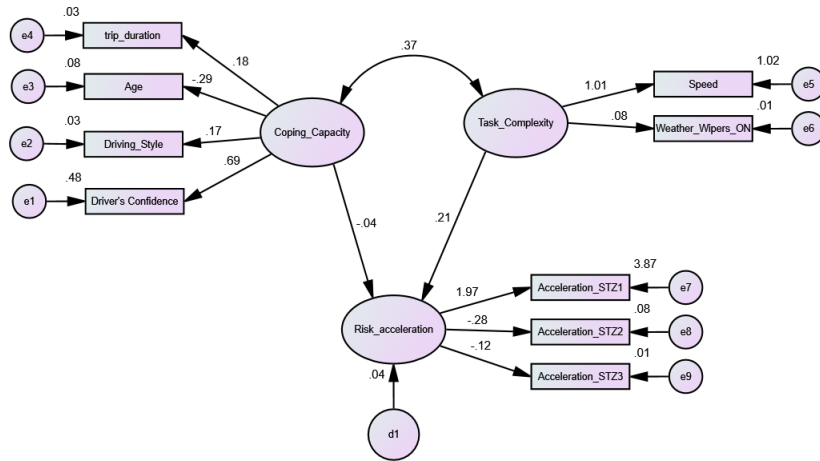 .03
e4
trip_duration
.37
.18
.08
1.02
e3
Age
-.29
1.01
Speed
e5
.03
Coping_Capacity
Task_Complexity
.01
e2
Driving_Style
.17
.08
Weather_Wipers_ON
e6
.69
.48
e1
Driver's Confidence
-.04
.21
3.87
1.97
Acceleration_STZ1
e7
Risk_acceleration
-.28
.08
Acceleration_STZ2
e8
-.12
.01
.04
Acceleration_STZ3
e9
d1